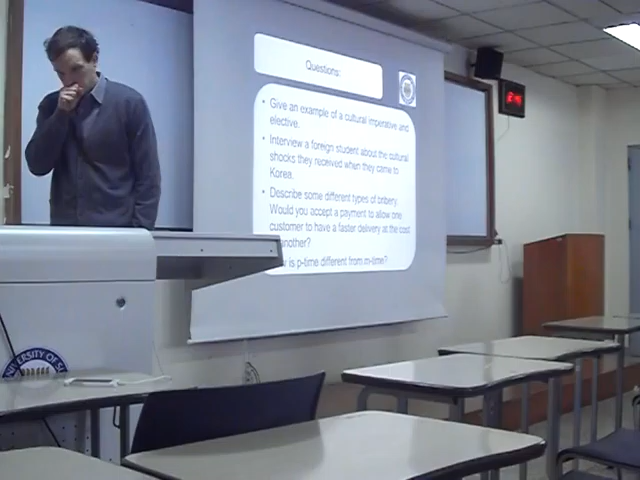 Questions:
• Give an example of a cultural imperative and
elective.
• Interview a foreign student about the cultural
shocks they received when they came to
Korea
• Describe some different types of bribery.
Would you accept a payment to allow one
customer to have a faster delivery at the cost
another?
is p-time different from m-time?
UNIVERSITY OF